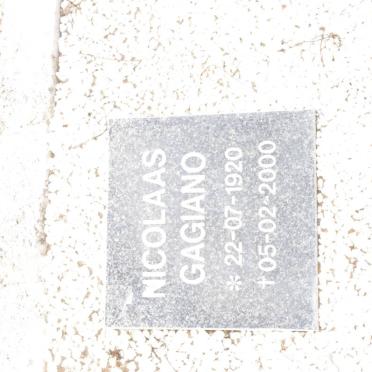 NICOLAAS
GAGIANO
* 22-07-1920
†05-02-2000